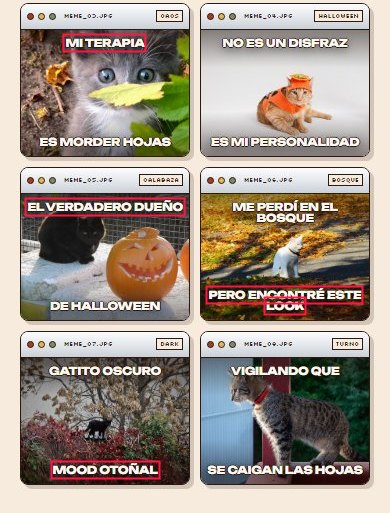 MEME_03.JPG
CAOS
MI TERAPIA
ES MORDER HOJAS
MEME_04.JPG
HALLOWEEN
NO ES UN DISFRAZ
ES MI PERSONALIDAD
MEME_05.JPG
CALABAZA
EL VERDADERO DUEÑO
DE HALLOWEEN
MEME_06.JPG
BOSQUE
ME PERDÍ EN EL
BOSQUE
PERO ENCONTRÉ ESTE
LOOK
MEME_07.JPG
DARK
GATITO OSCURO
MOOD OTOÑAL
MEME_08.JPG
TURNO
VIGILANDO QUE
SE CAIGAN LAS HOJAS